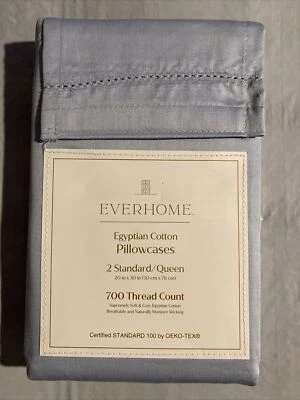 EVERHOME™
Egyptian Cotton
Pillowcases
2 Standard/Queen
20 in x 30 in (50 cm x 76 cm)
700 Thread Count
Supremely Soft & Cozy Egyptian Cotton
Breathable and Naturally Moisture Wicking
Certified STANDARD 100 by OEKO-TEX®